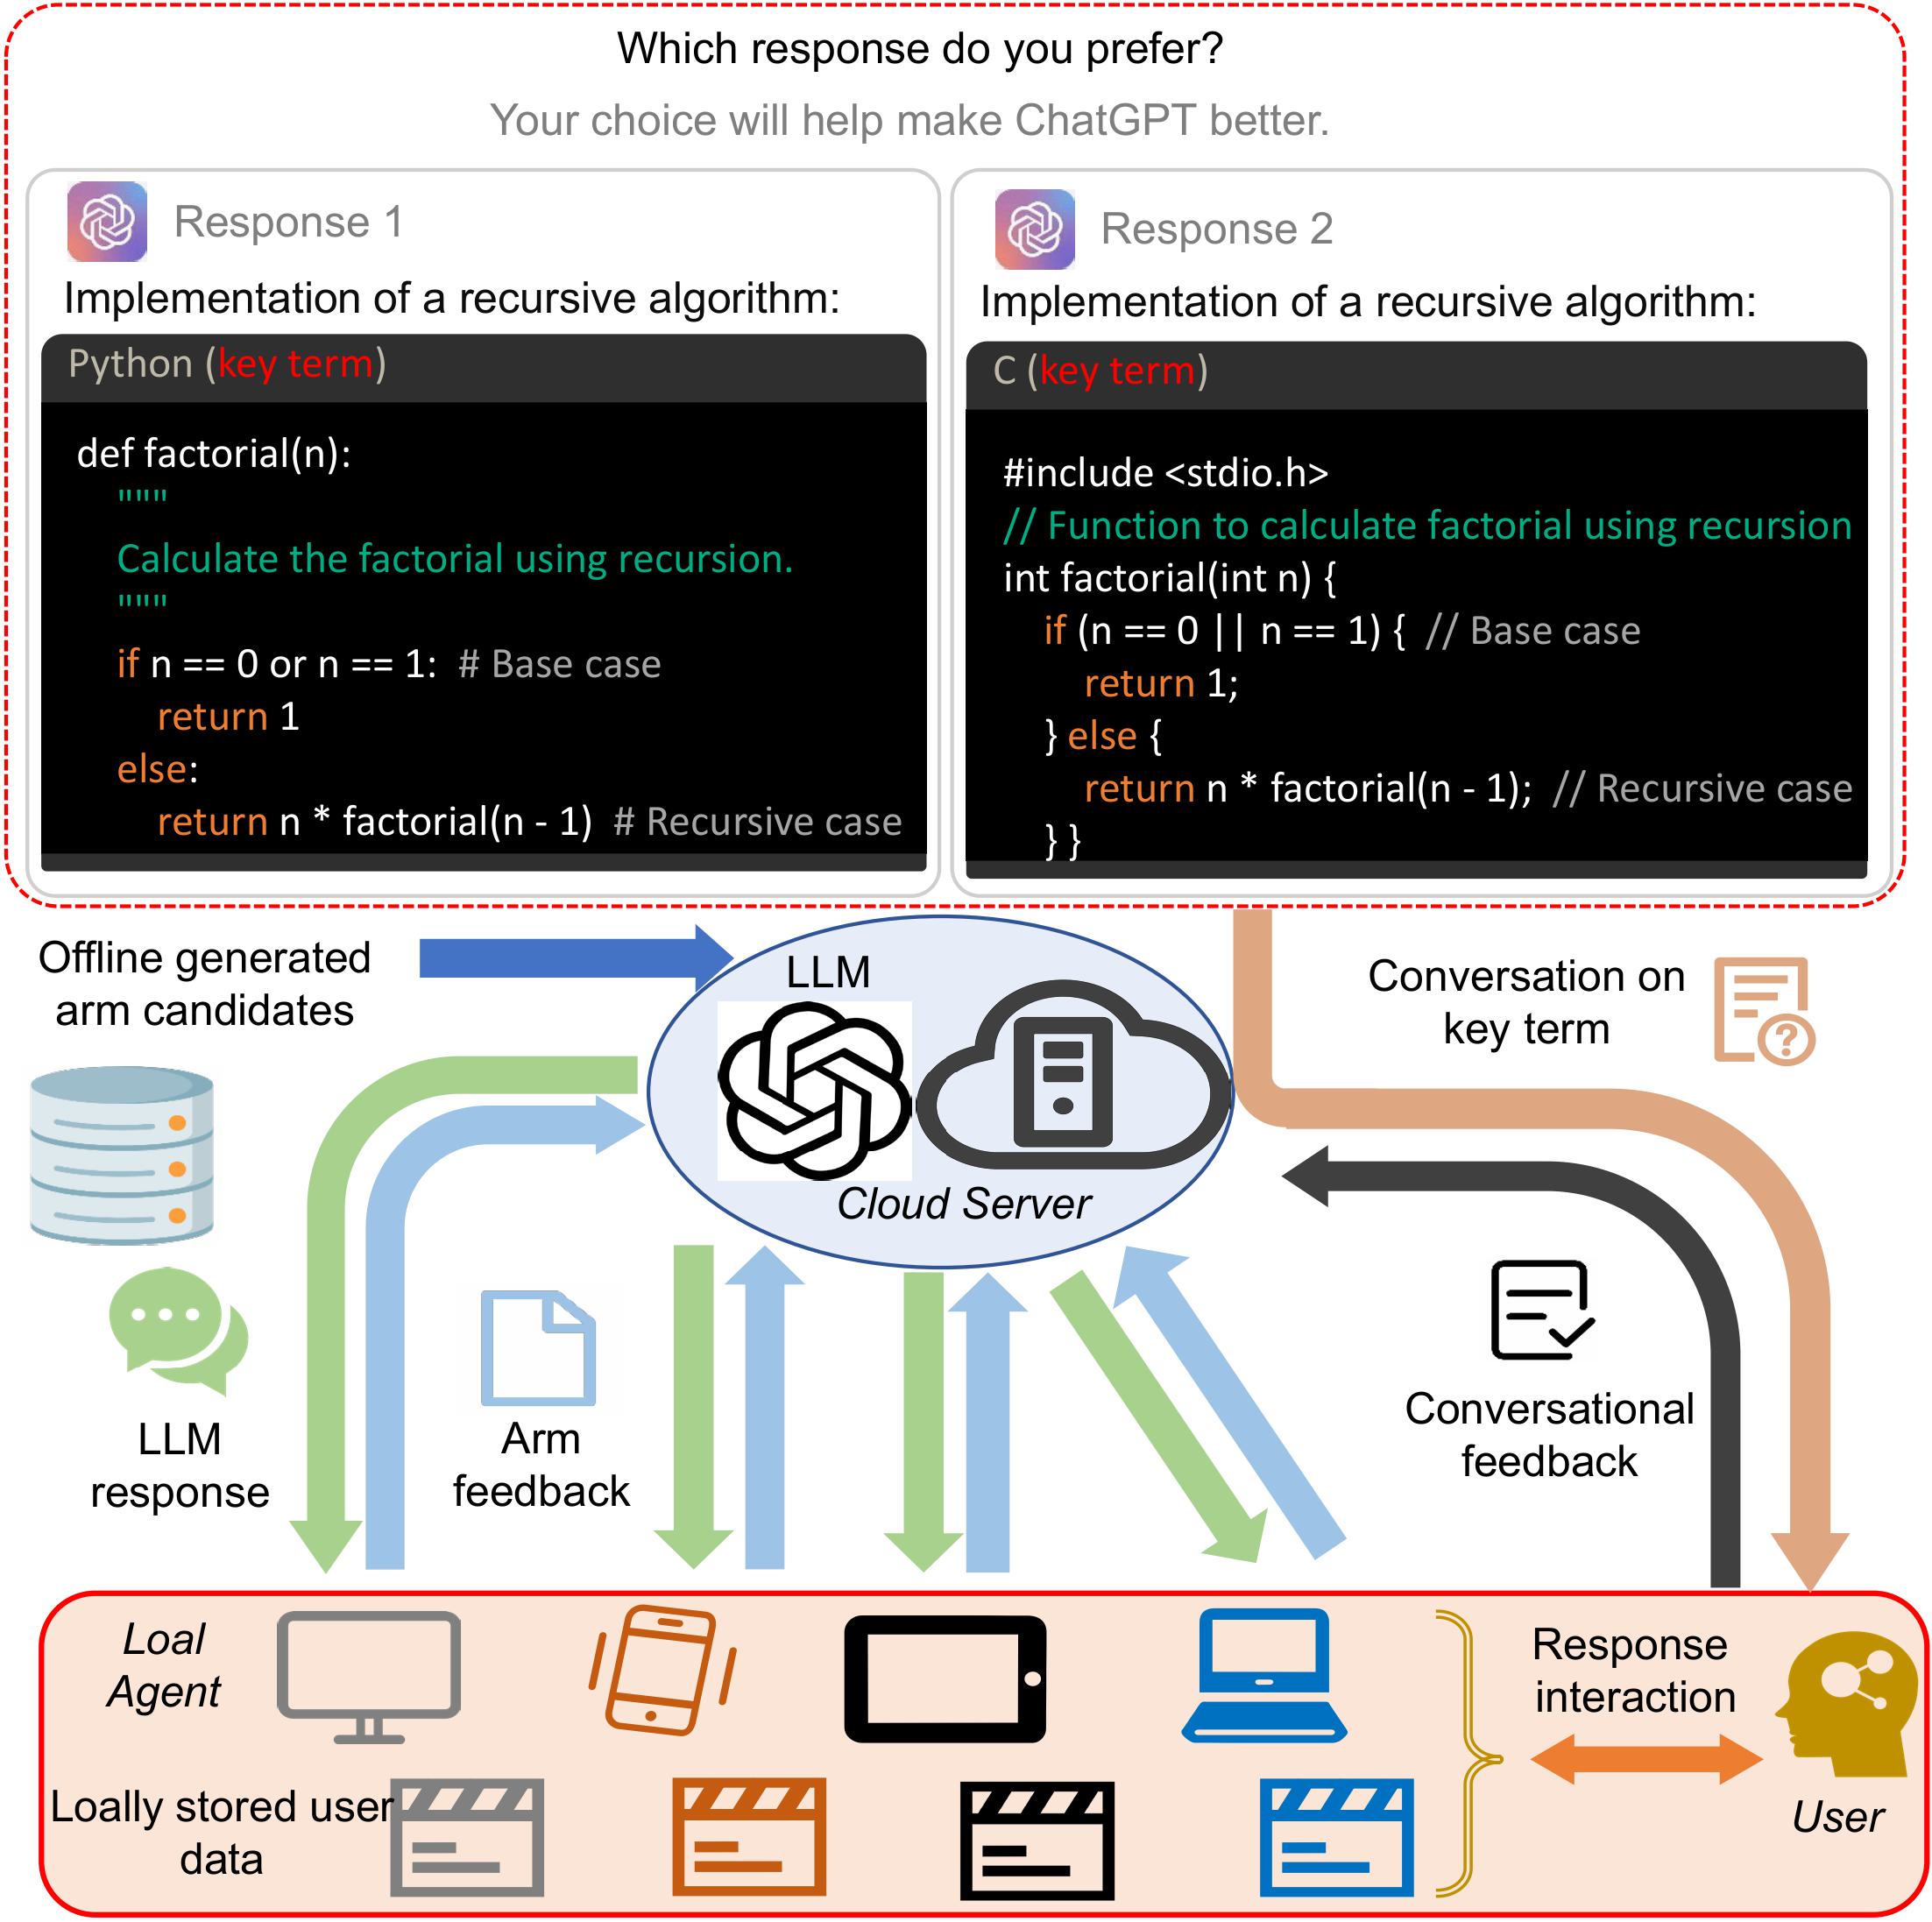 Which response do you prefer?
Your choice will help make ChatGPT better.
Response 1
Implementation of a recursive algorithm:
Python (key term)
def factorial(n):
"""
Calculate the factorial using recursion.
"""
if n == 0 or n == 1:  # Base case
return 1
else:
return n * factorial(n - 1)  # Recursive case
Response 2
Implementation of a recursive algorithm:
C (key term)
#include <stdio.h>
// Function to calculate factorial using recursion
int factorial(int n) {
if (n == 0 || n == 1) {  // Base case
return 1;
} else {
return n * factorial(n - 1);  // Recursive case
} }
Offline generated
arm candidates
LLM
Cloud Server
Conversation on
key term
?
LLM
response
Arm
feedback
Conversational
feedback
Loal
Agent
Loally stored user
data
Response
interaction
User